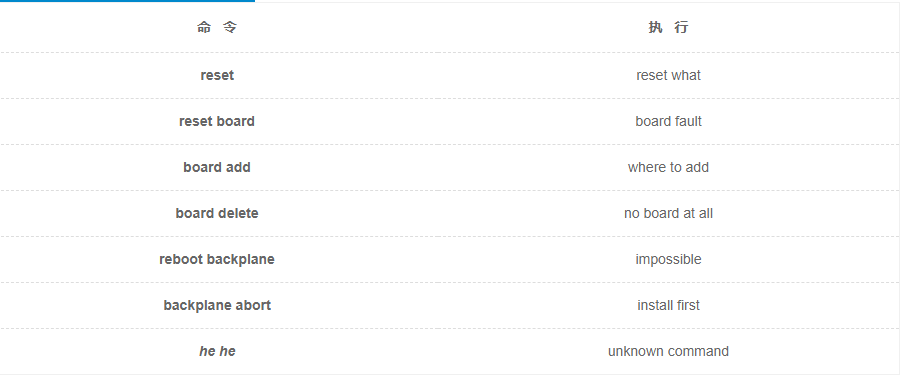 命 令 执 行
reset reset what
reset board board fault
board add where to add
board delete no board at all
reboot backplane impossible
backplane abort install first
he he unknown command